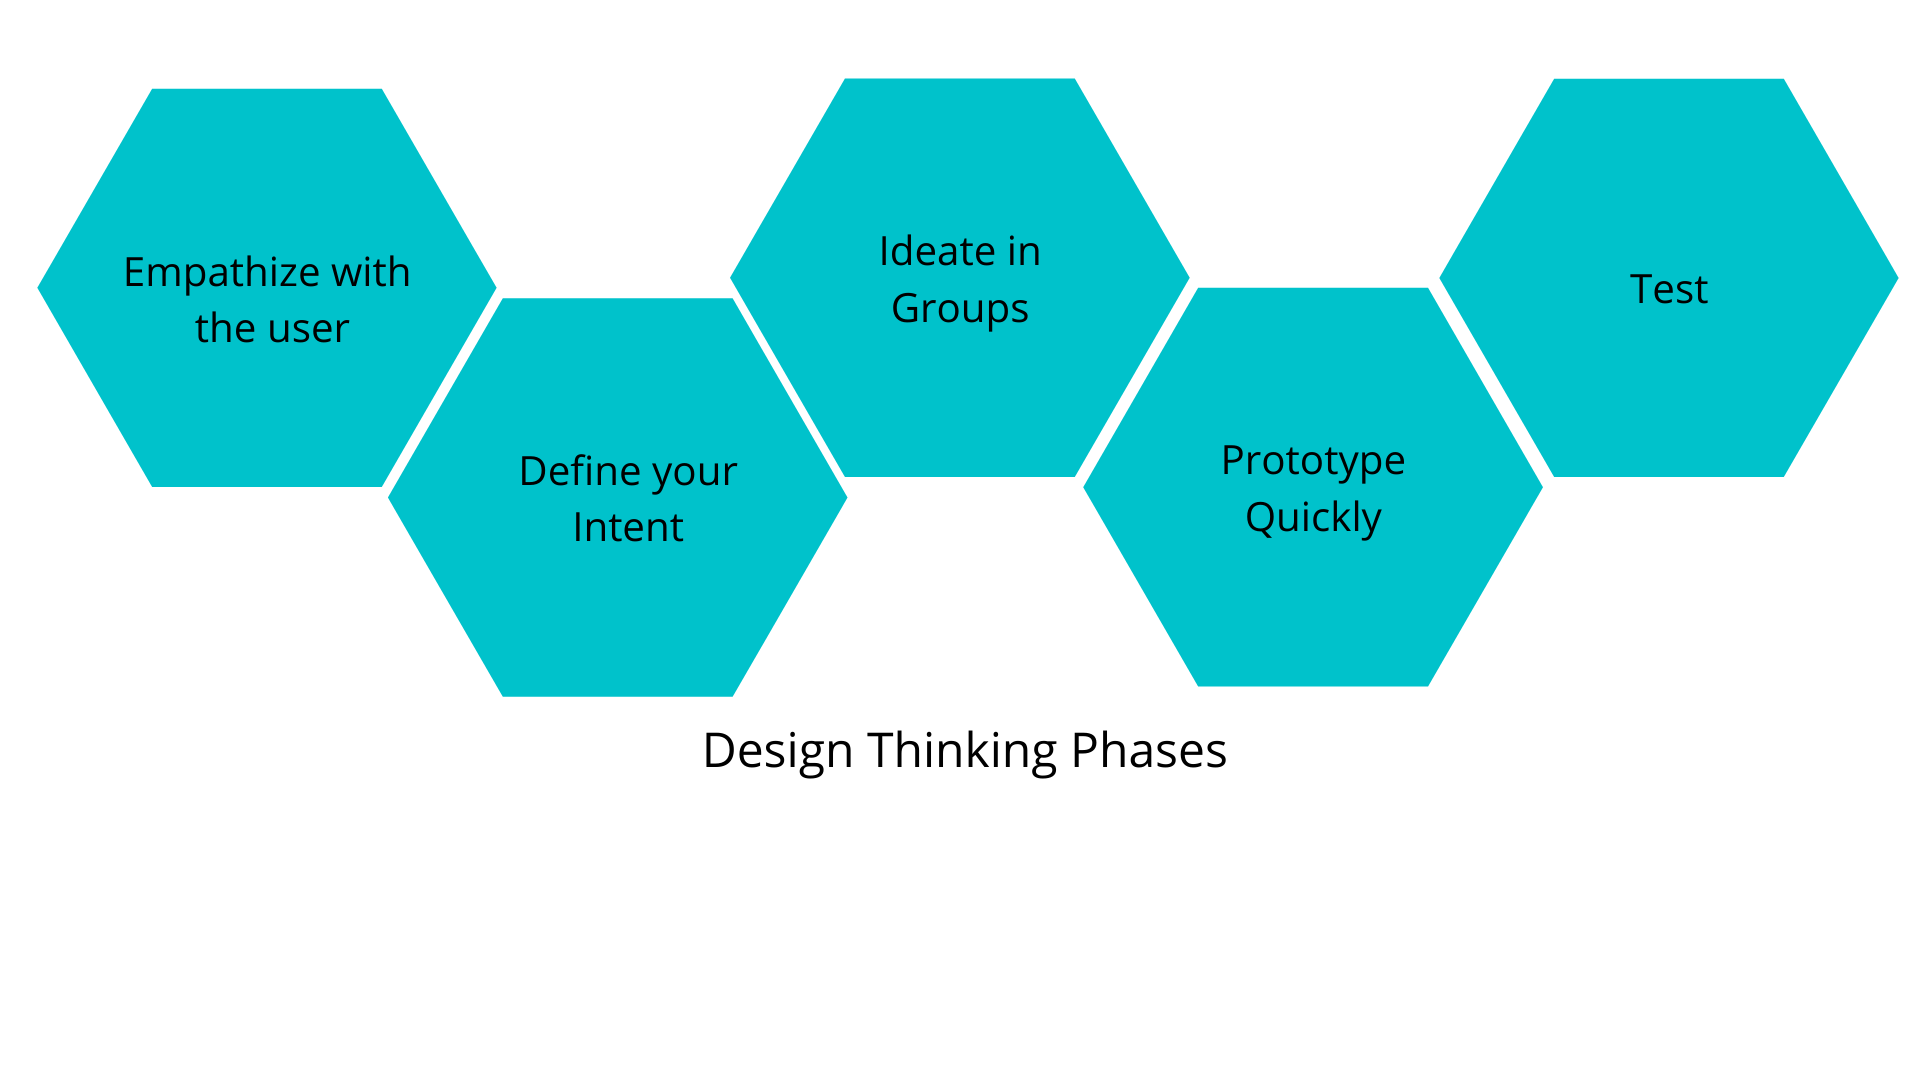 Empathize with
the user
Define your
Intent
Ideate in
Groups
Prototype
Quickly
Test
Design Thinking Phases